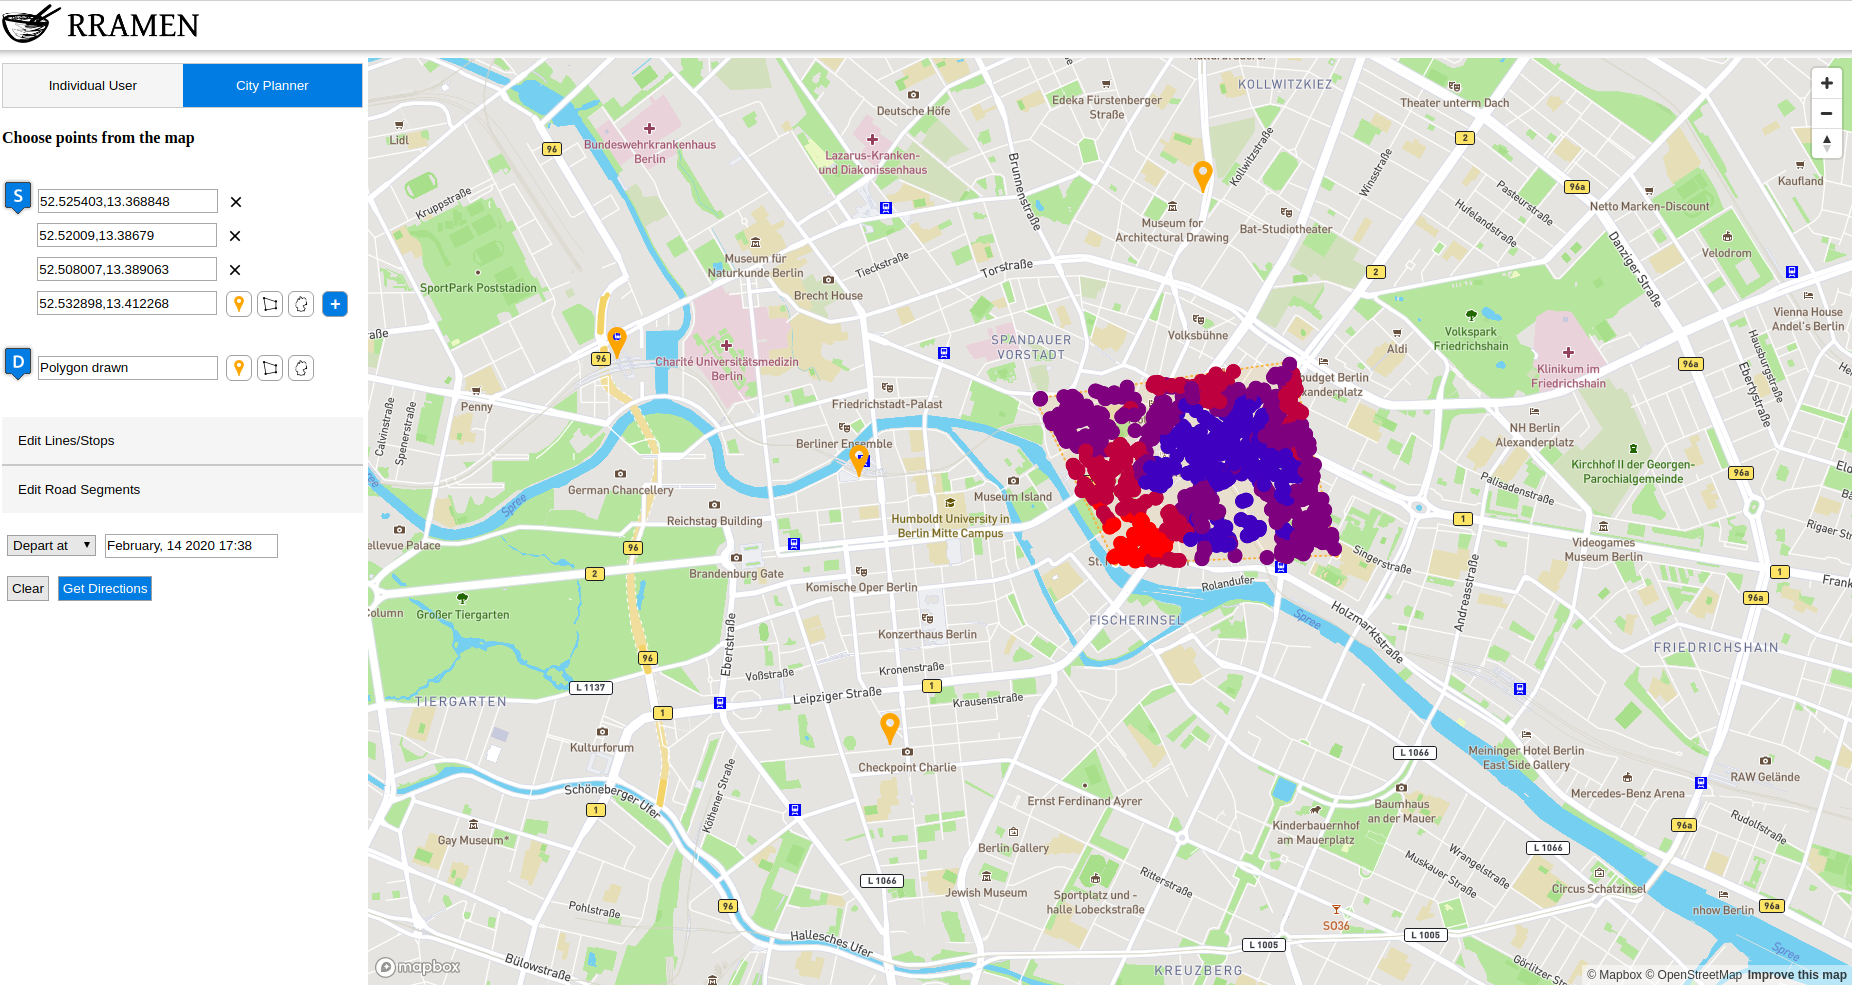 RRAMEN
Individual User
City Planner
Choose points from the map
S
52.525403,13.368848
52.52009,13.38679
52.508007,13.389063
52.532898,13.412268
D
Polygon drawn
Edit Lines/Stops
Edit Road Segments
Depart at
February, 14 2020 17:38
Clear
Get Directions
KOLLWITZKIEZ
Deutsche Höfe
Edeka Fürstenberger
Straße
Theater unterm Dach
Lidl
96
Bundeswehrkrankenhaus
Berlin
Lazarus-Kranken-
und Diakonissenhaus
Brunnenstraße
Kollwitzstraße
Winsstraße
2
96a
Kaufland
Kruppstraße
Pasteurstraße
Netto Marken-Discount
Hufelandstraße
Museum for
Architectural Drawing
Bat-Studiotheater
Danziger Straße
Velodrom
Museum für
Naturkunde Berlin
Tieckstraße
Torstraße
2
SportPark Poststadion
Brecht House
Vienna House
Andel's Berlin
Volksbühne
Volkspark
Friedrichshain
SPANDAUER
VORSTADT
Aldi
Hausburgstraße
96
Charité Universitätsmedizin
Berlin
Klinikum im
Friedrichshain
96a
Ebertystraße
budget Berlin
xanderplatz
Penny
Calvinstraße
Spenerstraße
Friedrichstadt-Palast
NH Berlin
Alexanderplatz
Berliner Ensemble
Kirchhof II der Georgen-
Parochialgemeinde
96a
German Chancellery
Museum Island
Palisadenstraße
Spree
Reichstag Building
Humboldt University in
Berlin Mitte Campus
1
Rigaer Str
ellevue Palace
96
Videogames
Museum Berlin
Singerstraße
2
Brandenburg Gate
Komische Oper Berlin
Rolandufer
1
Andreasstraße
96a
Großer Tiergarten
Column
FISCHERINSEL
Spree
Holzmarktstraße
Konzerthaus Berlin
Ebertstraße
FRIEDRICHSHAIN
96
Voßstraße
Kronenstraße
L 1137
Leipziger Straße
1
Krausenstraße
TIERGARTEN
1
Kulturforum
Checkpoint Charlie
L 1066
Meininger Hotel Berlin
East Side Gallery
RAW Gelände
Mercedes-Benz Arena
Schöneberger Ufer
Köthener Straße
1
Ernst Ferdinand Ayrer
Baumhaus
an der Mauer
Kinderbauernhof
am Mauerplatz
96a
Rudolfstraße
Gay Museum*
Berlin Gallery
L 1066
Muskauer Straße
Wrangelstraße
L 1066
Jewish Museum
Sportplatz und -
halle Lobeckstraße
Ritterstraße
Circus Schatzinsel
96
Pohlstraße
SO36
nhow Berlin
96a
Hallesches Ufer
L 1005
L 1005
Spree
Bülowstraße
KREUZBERG
Görlitzer Str
mapbox
© Mapbox © OpenStreetMap Improve this map